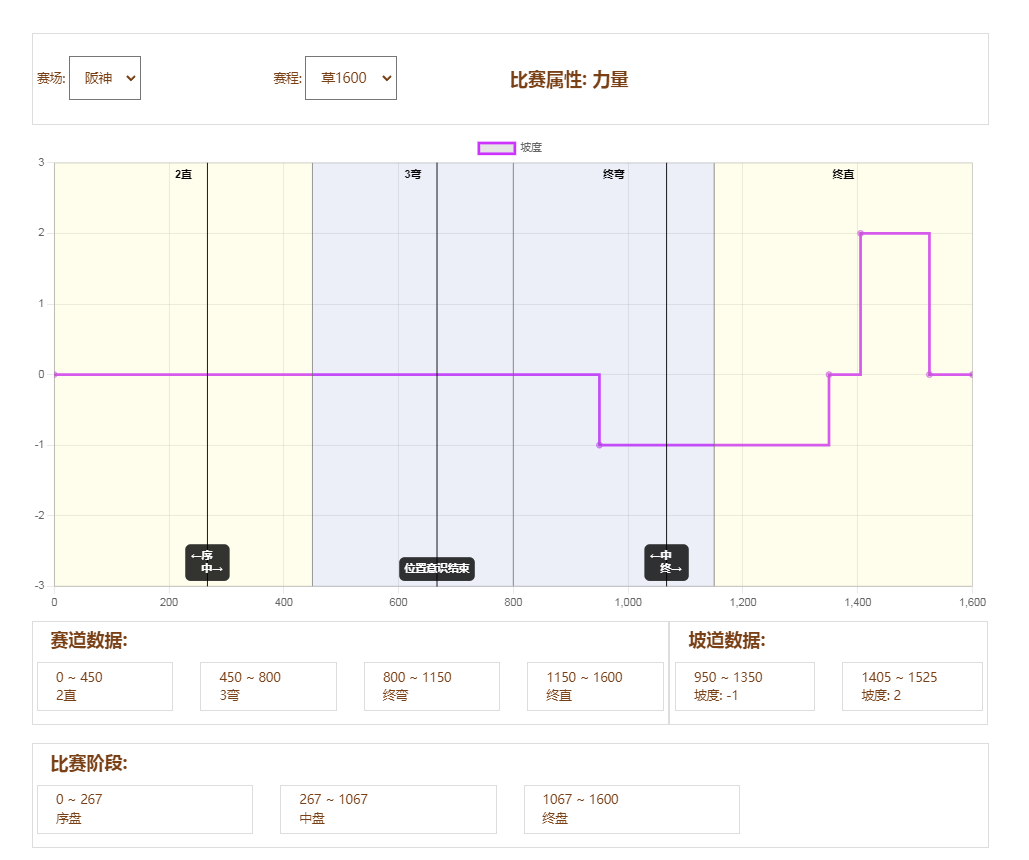 赛场: 阪神 赛程: 草1600 比赛属性: 力量
坡度
3
2直 3弯 终弯 终直
2
1
0
-1
-2
←序
中→
位置意识结束
←中
终→
-3
0 200 400 600 800 1,000 1,200 1,400 1,600
赛道数据: 坡道数据:
0 ~ 450 450 ~ 800 800 ~ 1150 1150 ~ 1600 950 ~ 1350 1405 ~ 1525
2直 3弯 终弯 终直 坡度: -1 坡度: 2
比赛阶段:
0 ~ 267 267 ~ 1067 1067 ~ 1600
序盘 中盘 终盘